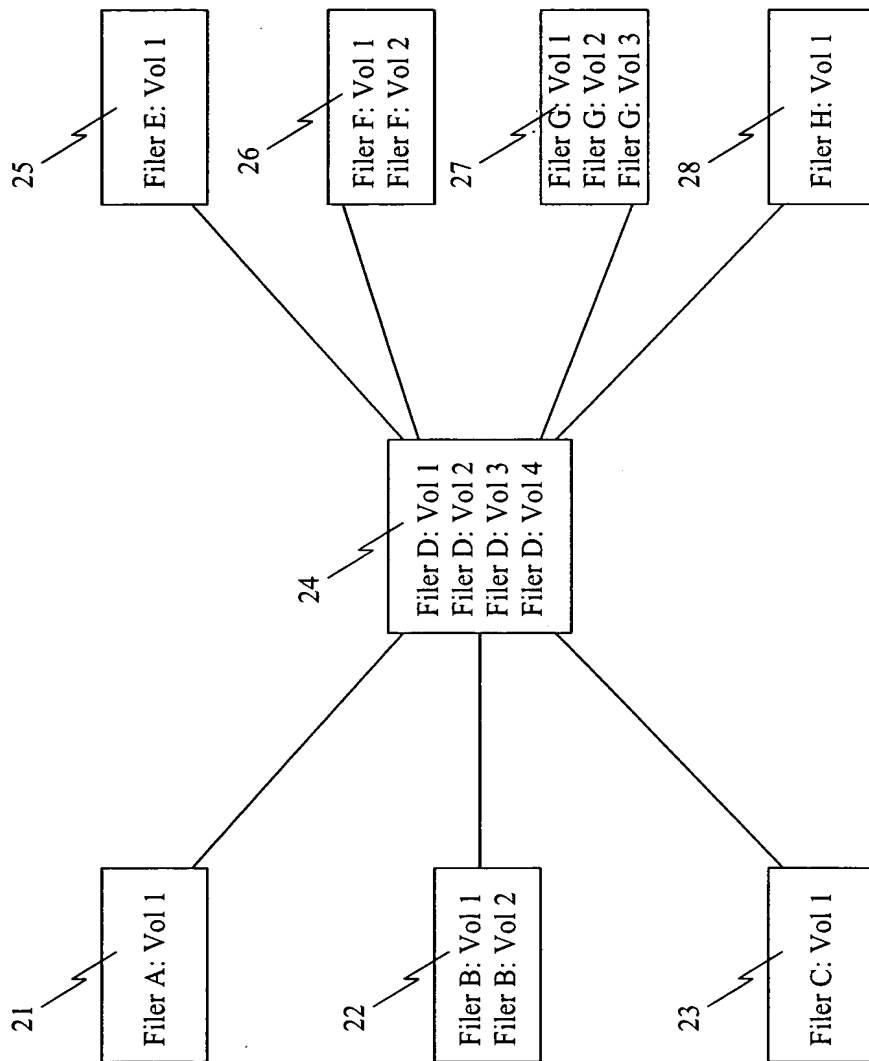 21
Filer A: Vol 1
22
Filer B: Vol 1
Filer B: Vol 2
23
Filer C: Vol 1
24
Filer D: Vol 1
Filer D: Vol 2
Filer D: Vol 3
Filer D: Vol 4
25
Filer E: Vol 1
26
Filer F: Vol 1
Filer F: Vol 2
27
Filer G: Vol 1
Filer G: Vol 2
Filer G: Vol 3
28
Filer H: Vol 1